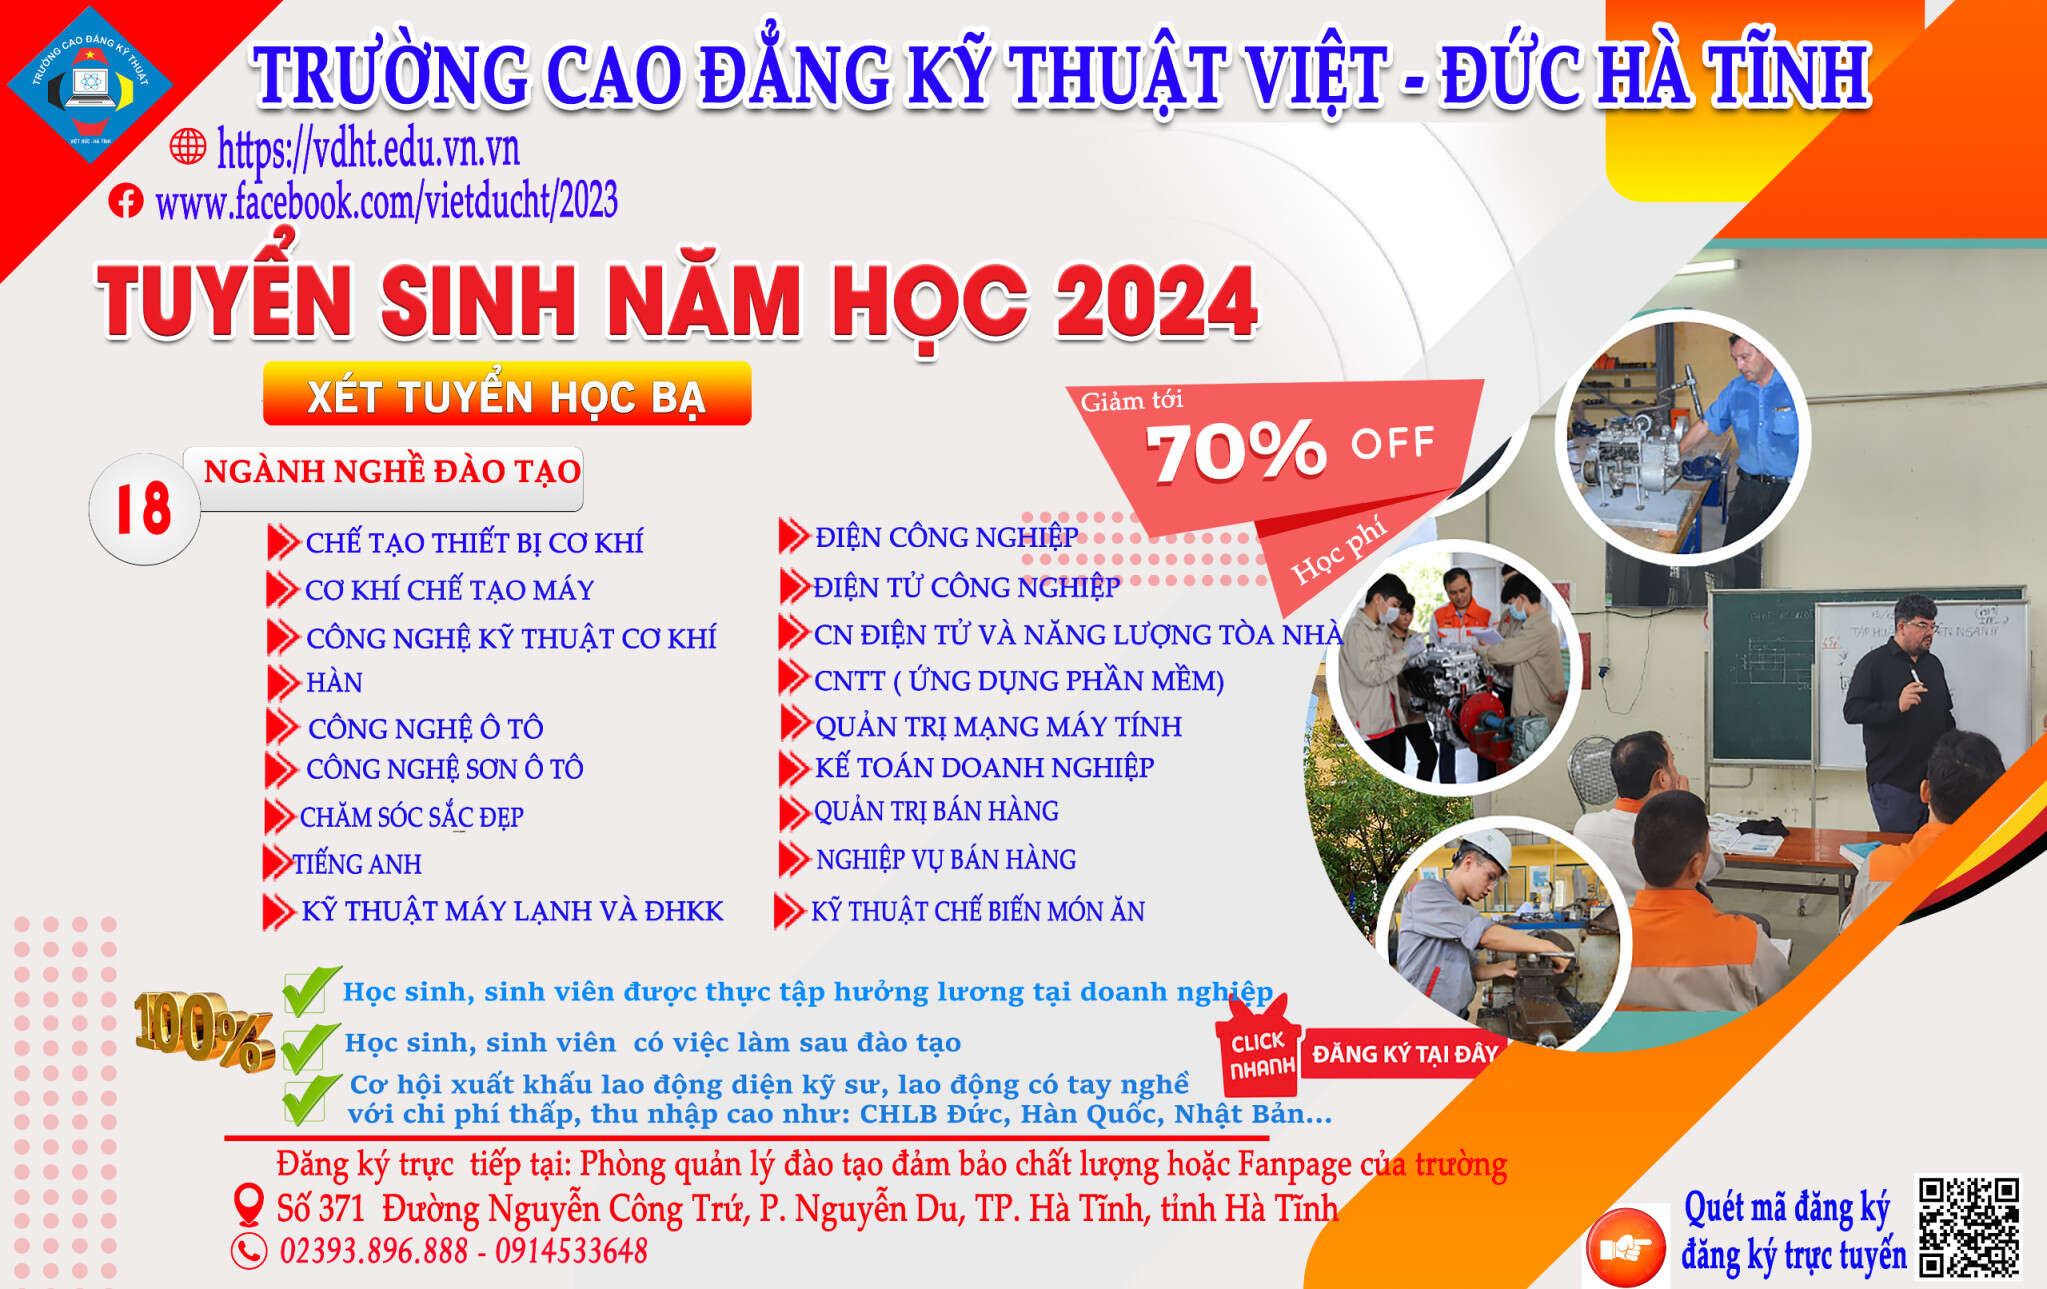 TRƯỜNG CAO ĐẲNG KỸ THUẬT
VIỆT ĐỨC - HÀ TĨNH
TRƯỜNG CAO ĐẲNG KỸ THUẬT VIỆT - ĐỨC HÀ TĨNH
https://vdht.edu.vn.vn
www.facebook.com/vietducht/2023
TUYỂN SINH NĂM HỌC 2024
XÉT TUYỂN HỌC BẠ
Giảm tới
70% OFF
Học phí
18 NGÀNH NGHỀ ĐÀO TẠO
CHẾ TẠO THIẾT BỊ CƠ KHÍ
CƠ KHÍ CHẾ TẠO MÁY
CÔNG NGHỆ KỸ THUẬT CƠ KHÍ
HÀN
CÔNG NGHỆ Ô TÔ
CÔNG NGHỆ SƠN Ô TÔ
CHĂM SÓC SẮC ĐẸP
TIẾNG ANH
KỸ THUẬT MÁY LẠNH VÀ ĐHKK
ĐIỆN CÔNG NGHIỆP
ĐIỆN TỬ CÔNG NGHIỆP
CN ĐIỆN TỬ VÀ NĂNG LƯỢNG TÒA NHÀ
CNTT ( ỨNG DỤNG PHẦN MỀM)
QUẢN TRỊ MẠNG MÁY TÍNH
KẾ TOÁN DOANH NGHIỆP
QUẢN TRỊ BÁN HÀNG
NGHIỆP VỤ BÁN HÀNG
KỸ THUẬT CHẾ BIẾN MÓN ĂN
100%
Học sinh, sinh viên được thực tập hưởng lương tại doanh nghiệp
Học sinh, sinh viên có việc làm sau đào tạo
Cơ hội xuất khẩu lao động diện kỹ sư, lao động có tay nghề
với chi phí thấp, thu nhập cao như: CHLB Đức, Hàn Quốc, Nhật Bản...
CLICK
NHANH
ĐĂNG KÝ TẠI ĐÂY
Đăng ký trực tiếp tại: Phòng quản lý đào tạo đảm bảo chất lượng hoặc Fanpage của trường
Số 371 Đường Nguyễn Công Trứ, P. Nguyễn Du, TP. Hà Tĩnh, tỉnh Hà Tĩnh
02393.896.888 - 0914533648
Quét mã đăng ký
đăng ký trực tuyến